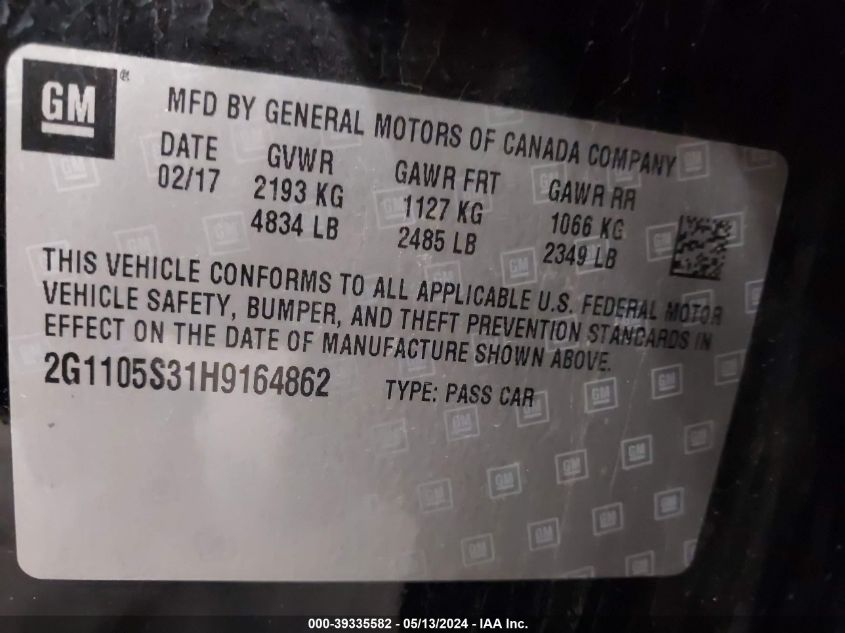 GM®
MFD BY GENERAL MOTORS OF CANADA COMPANY
DATE GVWR GAWR FRT GAWR RR
02/17 2193 KG 1127 KG 1066 KG
4834 LB 2485 LB 2349 LB
THIS VEHICLE CONFORMS TO ALL APPLICABLE U.S. FEDERAL MOTOR
VEHICLE SAFETY, BUMPER, AND THEFT PREVENTION STANDARDS IN
EFFECT ON THE DATE OF MANUFACTURE SHOWN ABOVE.
2G1105S31H9164862 TYPE: PASS CAR
000-39335582 - 05/13/2024 - IAA Inc.